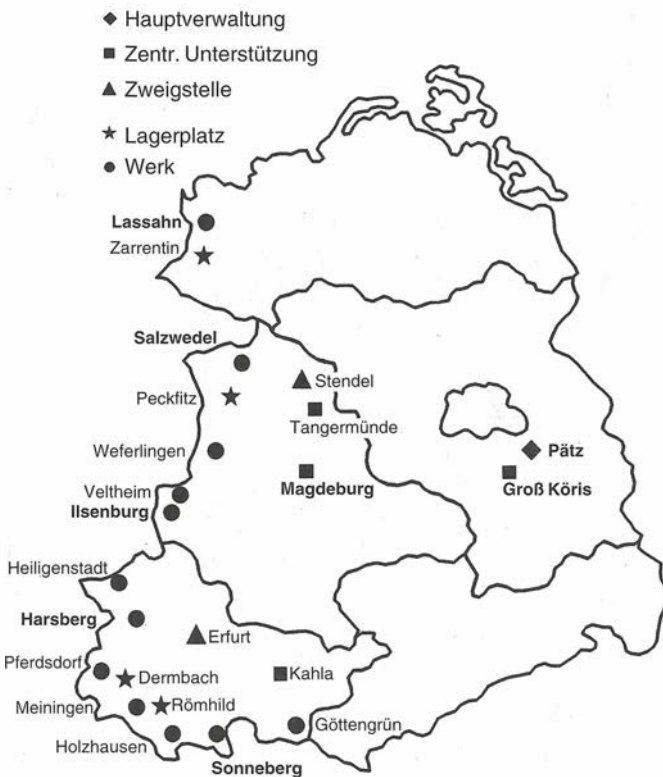 Hauptverwaltung
Zentr. Unterstützung
Zweigstelle
Lagerplatz
Werk
Lassahn
Zarrentin
Salzwedel
Stendel
Peckfitz
Tangermünde
Weferlingen
Pätz
Magdeburg
Groß Köris
Veltheim
Ilsenburg
Heiligenstadt
Harsberg
Erfurt
Pferdsdorf
Dermbach
Kahla
Meiningen
Römhild
Göttengrün
Holzhausen
Sonneberg